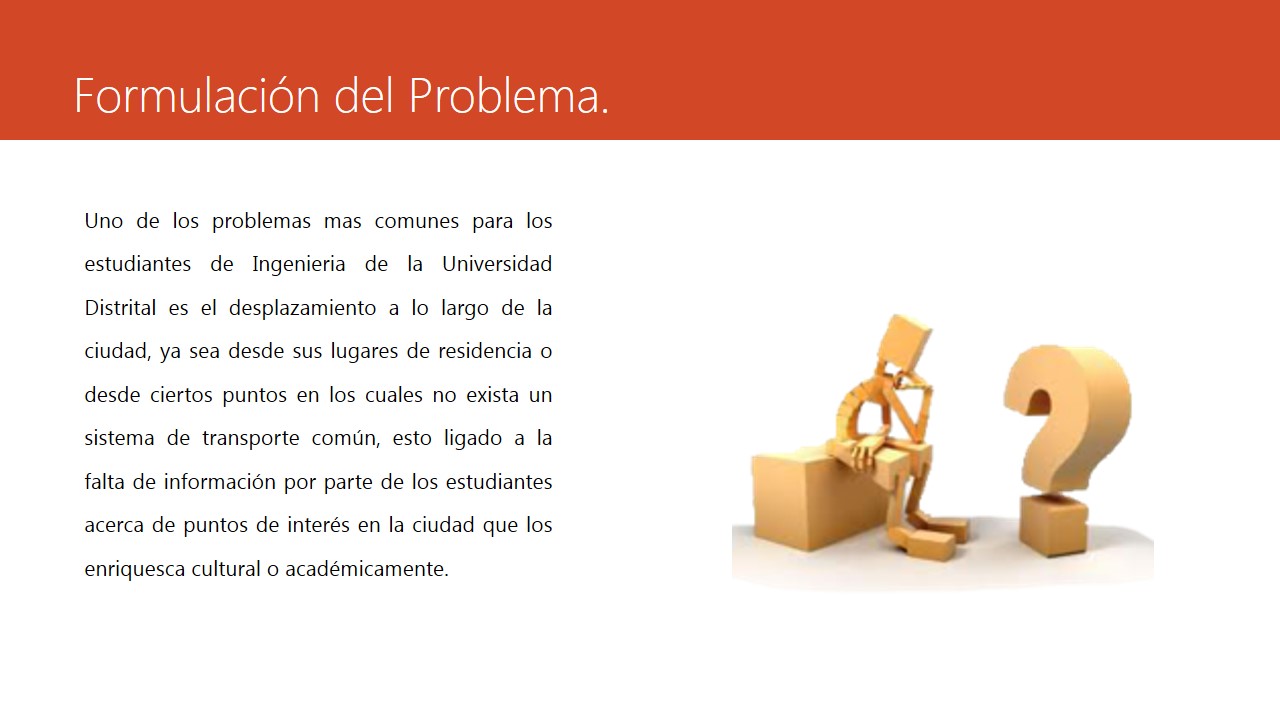 Formulación del Problema.
Uno de los problemas mas comunes para los
estudiantes de Ingenieria de la Universidad
Distrital es el desplazamiento a lo largo de la
ciudad, ya sea desde sus lugares de residencia o
desde ciertos puntos en los cuales no exista un
sistema de transporte común, esto ligado a la
falta de información por parte de los estudiantes
acerca de puntos de interés en la ciudad que los
enriquesca cultural o académicamente.